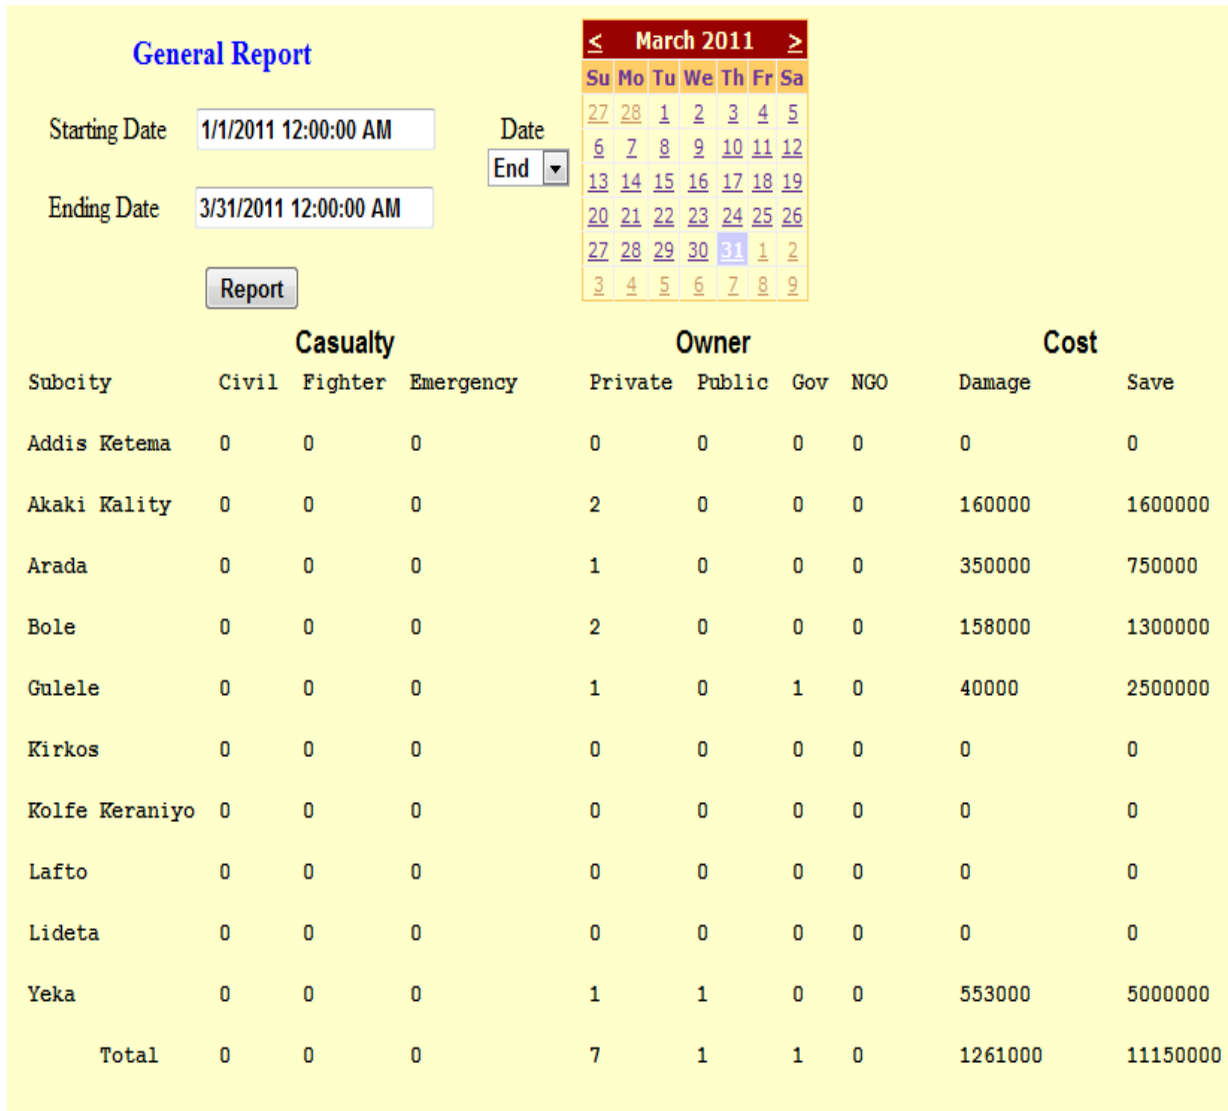 General Report
Starting Date 1/1/2011 12:00:00 AM
Ending Date 3/31/2011 12:00:00 AM
Report
Date
End
< March 2011 >
Su Mo Tu We Th Fr Sa
27 28 1 2 3 4 5
6 7 8 9 10 11 12
13 14 15 16 17 18 19
20 21 22 23 24 25 26
27 28 29 30 31 1 2
3 4 5 6 7 8 9
Casualty Owner Cost
Subcity Civil Fighter Emergency Private Public Gov NGO Damage Save
Addis Ketema 0 0 0 0 0 0 0 0 0
Akaki Kality 0 0 0 2 0 0 0 160000 1600000
Arada 0 0 0 1 0 0 0 350000 750000
Bole 0 0 0 2 0 0 0 158000 1300000
Gulele 0 0 0 1 0 1 0 40000 2500000
Kirkos 0 0 0 0 0 0 0 0 0
Kolfe Keraniyo 0 0 0 0 0 0 0 0 0
Lafto 0 0 0 0 0 0 0 0 0
Lideta 0 0 0 0 0 0 0 0 0
Yeka 0 0 0 1 1 0 0 553000 5000000
Total 0 0 0 7 1 1 0 1261000 11150000